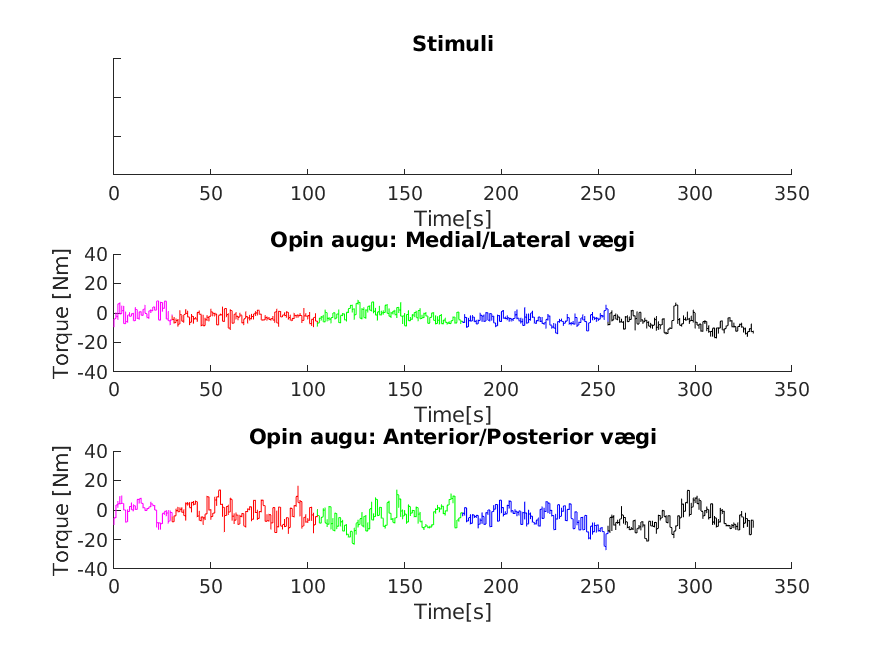 Stimuli
0 50 100 150 200 250 300 350
Time[s]
Opin augu: Medial/Lateral vægi
Torque [Nm]
40
20
0
-20
-40
0 50 100 150 200 250 300 350
Time[s]
Opin augu: Anterior/Posterior vægi
Torque [Nm]
40
20
0
-20
-40
0 50 100 150 200 250 300 350
Time[s]